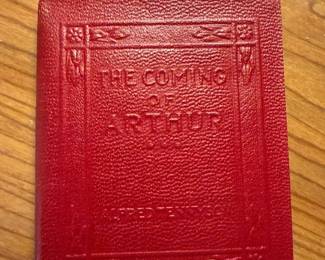 THE COMING
OF
ARTHUR
ALFRED TENNYSON